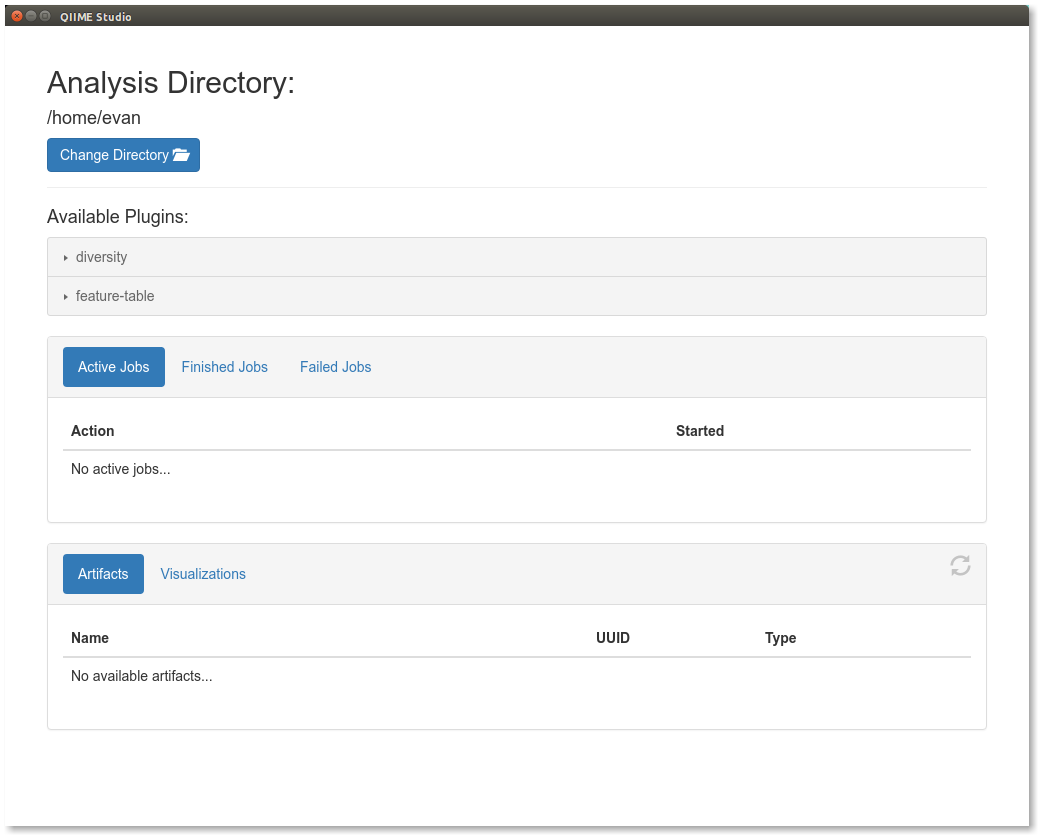 QIIME Studio
Analysis Directory:
/home/evan
Change Directory
Available Plugins:
diversity
feature-table
Active Jobs Finished Jobs Failed Jobs
Action Started
No active jobs...
Artifacts Visualizations
Name UUID Type
No available artifacts...